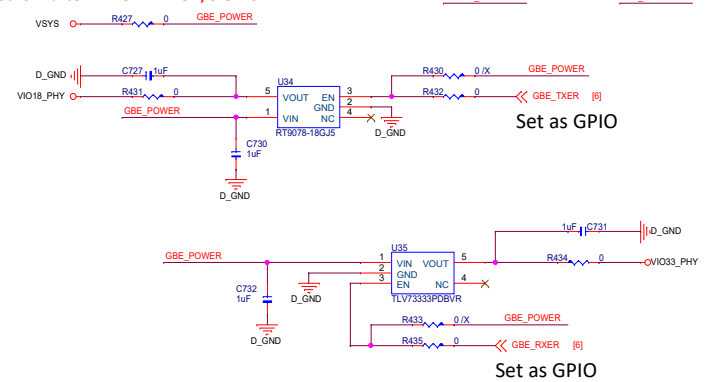 R427 0 GBE_POWER
VSYS
D_GND C727 1uF
VIO18_PHY R431 0
GBE_POWER
U34
5 VOUT EN 3
GND 2
1 VIN NC 4
RT9078-18GJ5
R430 0 /X GBE_POWER
R432 0 GBE_TXER [6]
D_GND
Set as GPIO
C730
1uF
D_GND
1uF C731 D_GND
GBE_POWER
U35
1 VIN VOUT 5
2 GND
3 EN NC 4
TLV73333PDBVR
R434 0 VIO33_PHY
C732
1uF
D_GND
D_GND
R433 0 /X GBE_POWER
R435 0 GBE_RXER [6]
Set as GPIO